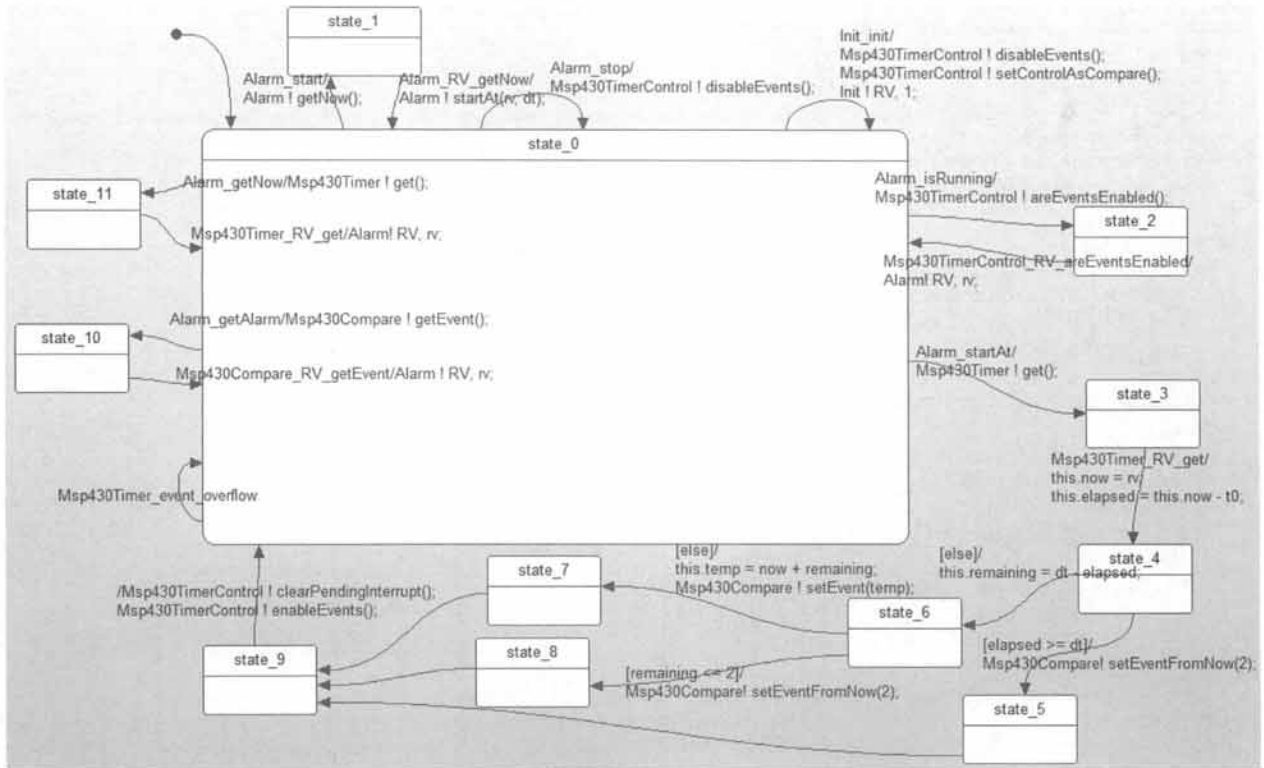 state_1
Init_init/
Msp430TimerControl ! disableEvents();
Msp430TimerControl ! setControlAsCompare();
Init ! RV, 1;
Alarm_start/
Alarm ! getNow();
Alarm_RV_getNow/
Alarm ! startAt(rv, dt);
Alarm_stop/
Msp430TimerControl ! disableEvents();
state_0
state_11
Alarm_getNow/Msp430Timer ! get();
Msp430Timer_RV_get/Alarm! RV, rv;
Alarm_isRunning/
Msp430TimerControl ! areEventsEnabled();
state_2
Msp430TimerControl_RV_areEventsEnabled/
Alarm! RV, rv;
state_10
Alarm_getAlarm/Msp430Compare ! getEvent();
Msp430Compare_RV_getEvent/Alarm ! RV, rv;
Alarm_startAt/
Msp430Timer ! get();
state_3
Msp430Timer_RV_get/
this.now = rv;
this.elapsed = this.now - t0;
Msp430Timer_event_overflow
state_4
[else]/
this.remaining = dt - elapsed;
[else]/
this.temp = now + remaining;
Msp430Compare ! setEvent(temp);
state_7
/Msp430TimerControl ! clearPendingInterrupt();
Msp430TimerControl ! enableEvents();
state_6
state_8
state_9
[remaining <= 2]/
Msp430Compare! setEventFromNow(2);
[elapsed >= dt]/
Msp430Compare! setEventFromNow(2);
state_5